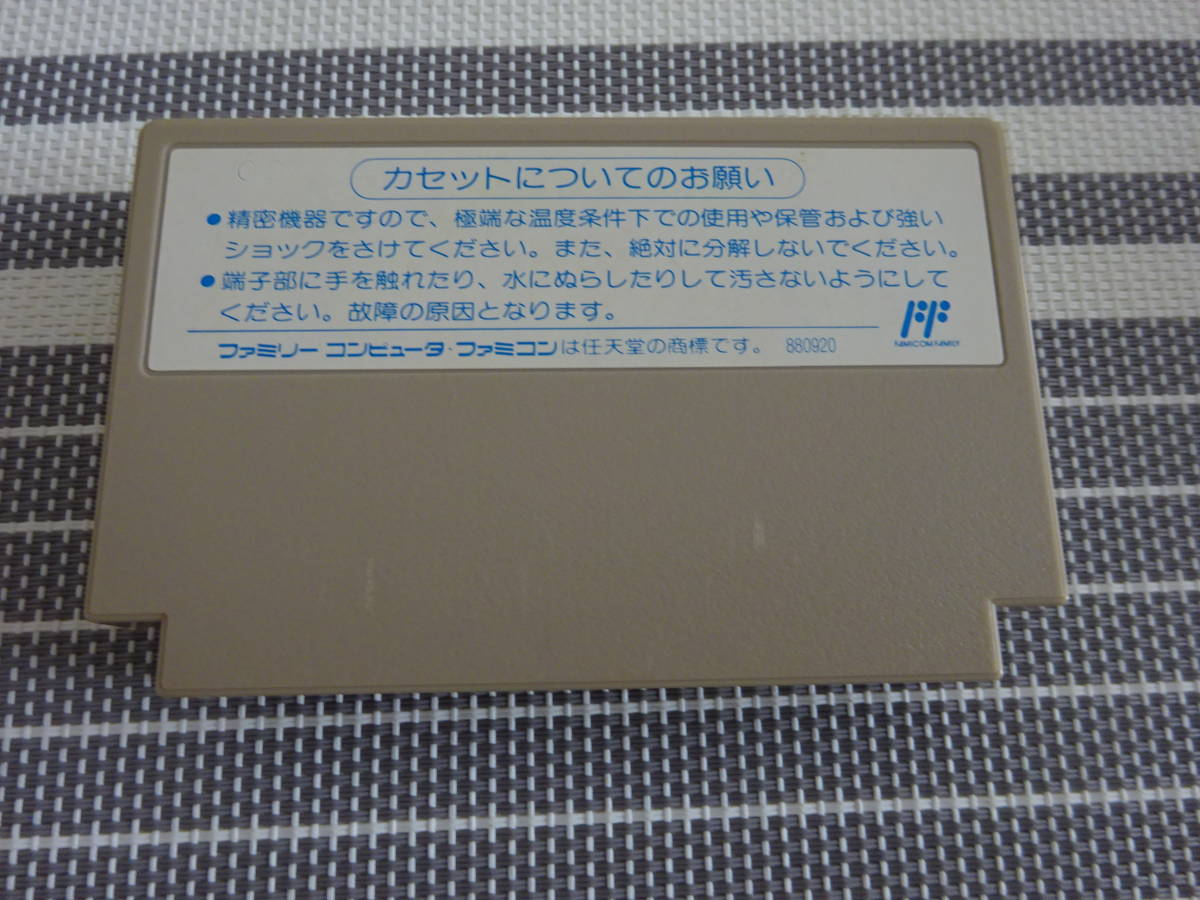 カセットについてのお願い
●精密機器ですので、極端な温度条件下での使用や保管および強い
ショックをさけてください。また、絶対に分解しないでください。
●端子部に手を触れたり、水にぬらしたりして汚さないようにして
ください。故障の原因となります。
ファミリー コンピュータ・ファミコンは任天堂の商標です。 880920
FF
FAMICOM FAMILY